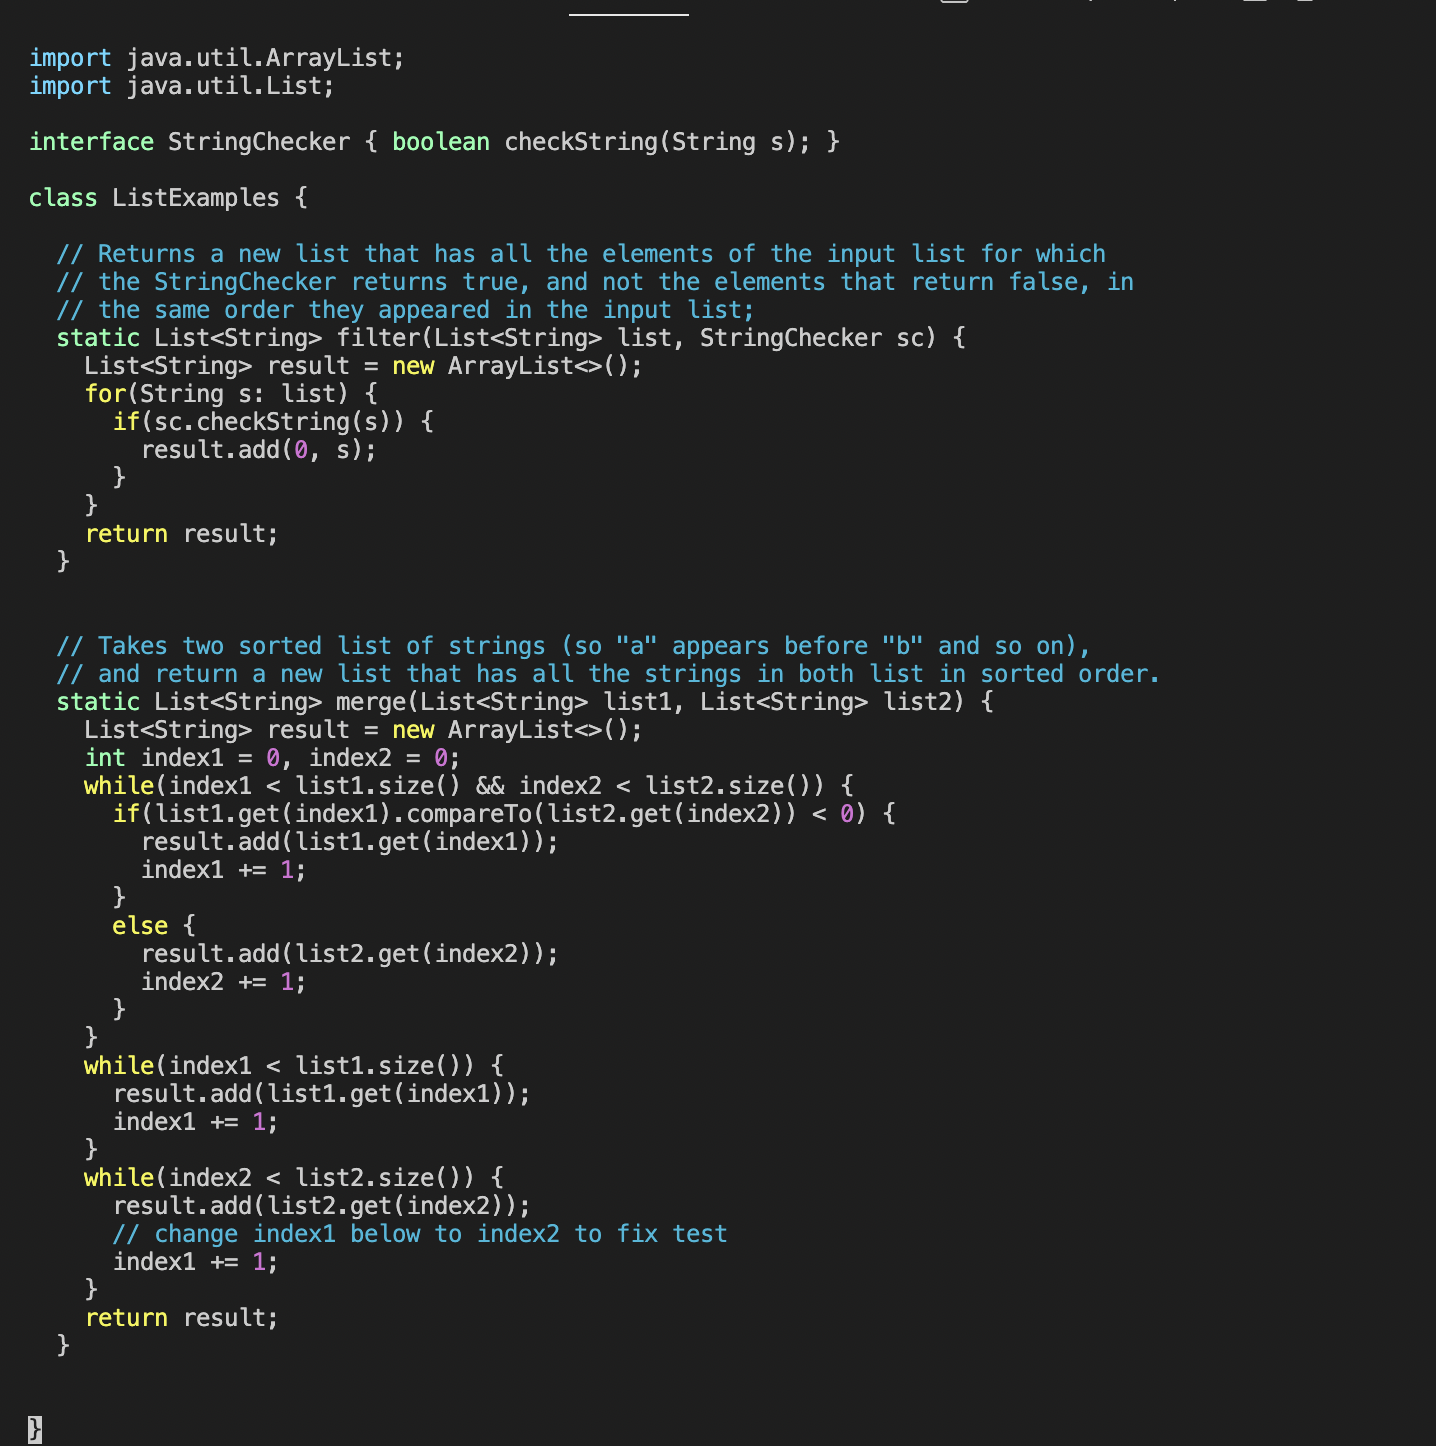 import java.util.ArrayList;
import java.util.List;

interface StringChecker { boolean checkString(String s); }

class ListExamples {

  // Returns a new list that has all the elements of the input list for which
  // the StringChecker returns true, and not the elements that return false, in
  // the same order they appeared in the input list;
  static List<String> filter(List<String> list, StringChecker sc) {
    List<String> result = new ArrayList<>();
    for(String s: list) {
      if(sc.checkString(s)) {
        result.add(0, s);
      }
    }
    return result;
  }


  // Takes two sorted list of strings (so "a" appears before "b" and so on),
  // and return a new list that has all the strings in both list in sorted order.
  static List<String> merge(List<String> list1, List<String> list2) {
    List<String> result = new ArrayList<>();
    int index1 = 0, index2 = 0;
    while(index1 < list1.size() && index2 < list2.size()) {
      if(list1.get(index1).compareTo(list2.get(index2)) < 0) {
        result.add(list1.get(index1));
        index1 += 1;
      }
      else {
        result.add(list2.get(index2));
        index2 += 1;
      }
    }
    while(index1 < list1.size()) {
      result.add(list1.get(index1));
      index1 += 1;
    }
    while(index2 < list2.size()) {
      result.add(list2.get(index2));
      // change index1 below to index2 to fix test
      index1 += 1;
    }
    return result;
  }


}